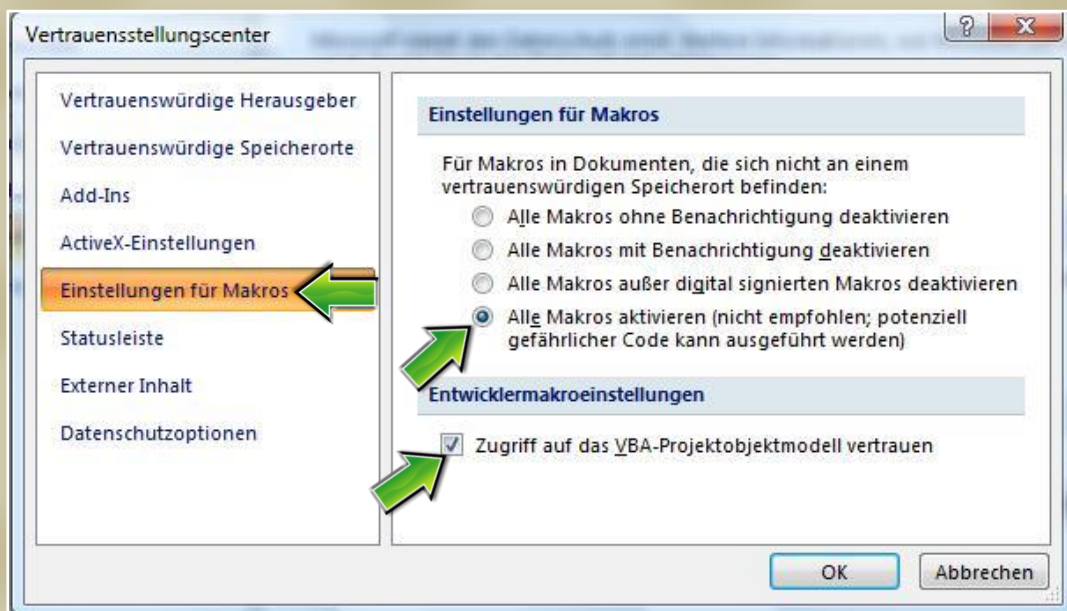 Vertrauensstellungscenter
Vertrauenswürdige Herausgeber
Vertrauenswürdige Speicherorte
Add-Ins
ActiveX-Einstellungen
Einstellungen für Makros
Statusleiste
Externer Inhalt
Datenschutzoptionen
Einstellungen für Makros
Für Makros in Dokumenten, die sich nicht an einem
vertrauenswürdigen Speicherort befinden:
Alle Makros ohne Benachrichtigung deaktivieren
Alle Makros mit Benachrichtigung deaktivieren
Alle Makros außer digital signierten Makros deaktivieren
Alle Makros aktivieren (nicht empfohlen; potenziell
gefährlicher Code kann ausgeführt werden)
Entwicklermakroeinstellungen
Zugriff auf das VBA-Projektobjektmodell vertrauen
OK
Abbrechen